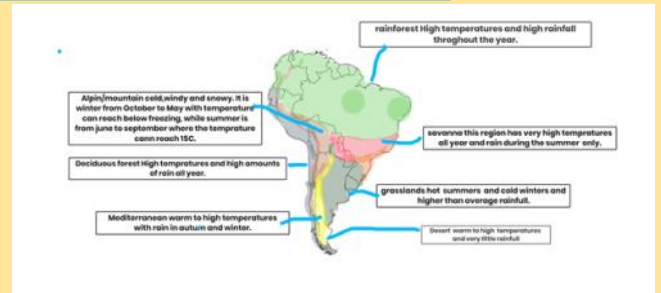 rainforest High temperatures and high rainfall
throghout the year.
Alpin/mountain cold,windy and snowy. It is
winter from October to May with temperature
can reach below freezing, while summer is
from june to september where the temprature
cann reach 15C.
savanna this region has very high tempratures
all year and rain during the summer only.
Deciduous forest High tempratures and high amounts
of rain all year.
grasslands hot summers and cold winters and
higher than average rainfall.
Mediterranean warm to high temperatures
with rain in autum and winter.
Desert warm to high temperatures
and very little rainfull